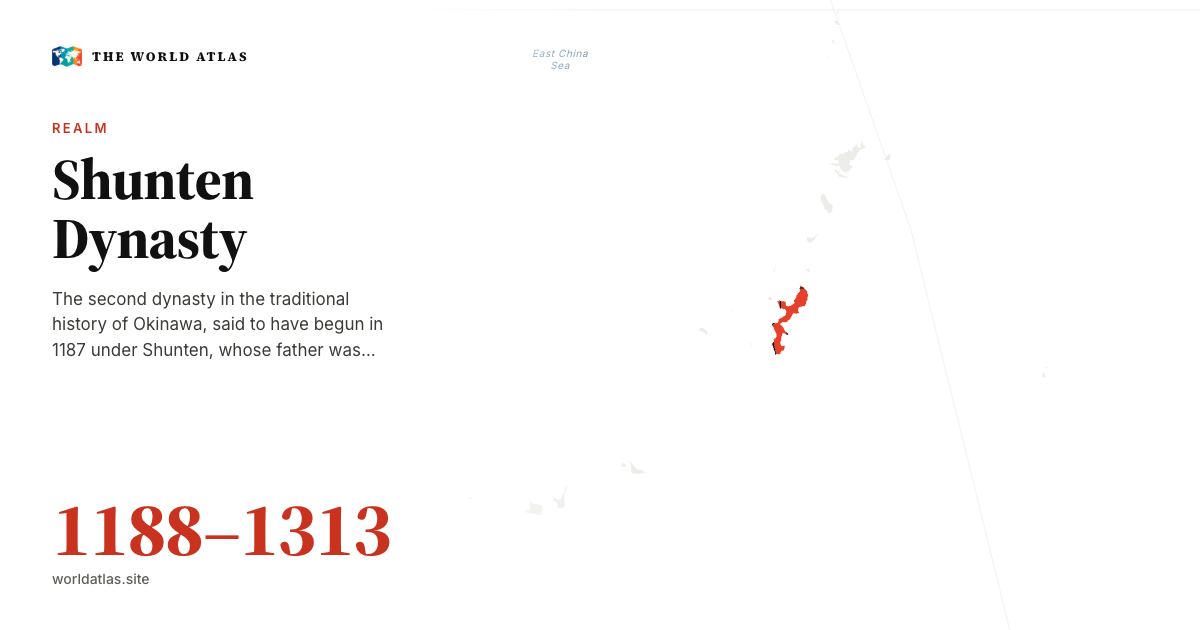 THE WORLD ATLAS
East China
Sea
REALM
Shunten
Dynasty
The second dynasty in the traditional
history of Okinawa, said to have begun in
1187 under Shunten, whose father was...
1188–1313
worldatlas.site